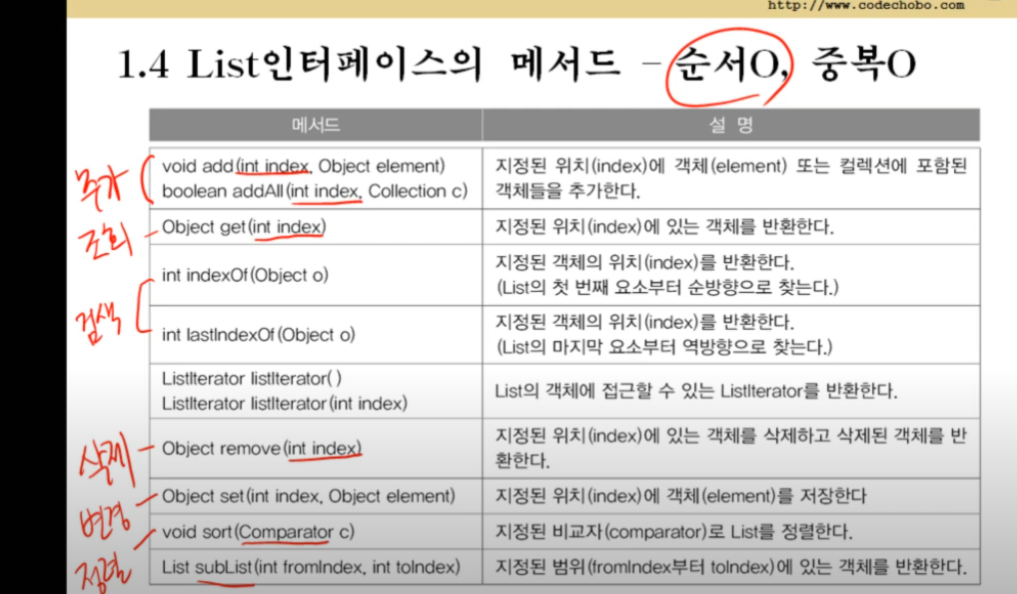 http://www.codechobo.com
1.4 List인터페이스의 메서드 – 순서O, 중복O
메서드
설 명
추가
void add(int index, Object element)
boolean addAll(int index, Collection c)
지정된 위치(index)에 객체(element) 또는 컬렉션에 포함된
객체들을 추가한다.
조회
Object get(int index)
지정된 위치(index)에 있는 객체를 반환한다.
검색
int indexOf(Object o)
지정된 객체의 위치(index)를 반환한다.
(List의 첫 번째 요소부터 순방향으로 찾는다.)
int lastIndexOf(Object o)
지정된 객체의 위치(index)를 반환한다.
(List의 마지막 요소부터 역방향으로 찾는다.)
ListIterator listIterator( )
ListIterator listIterator(int index)
List의 객체에 접근할 수 있는 ListIterator를 반환한다.
삭제
Object remove(int index)
지정된 위치(index)에 있는 객체를 삭제하고 삭제된 객체를 반
환한다.
변경
Object set(int index, Object element)
지정된 위치(index)에 객체(element)를 저장한다
정렬
void sort(Comparator c)
지정된 비교자(comparator)로 List를 정렬한다.
List subList(int fromIndex, int toIndex)
지정된 범위(fromIndex부터 toIndex)에 있는 객체를 반환한다.